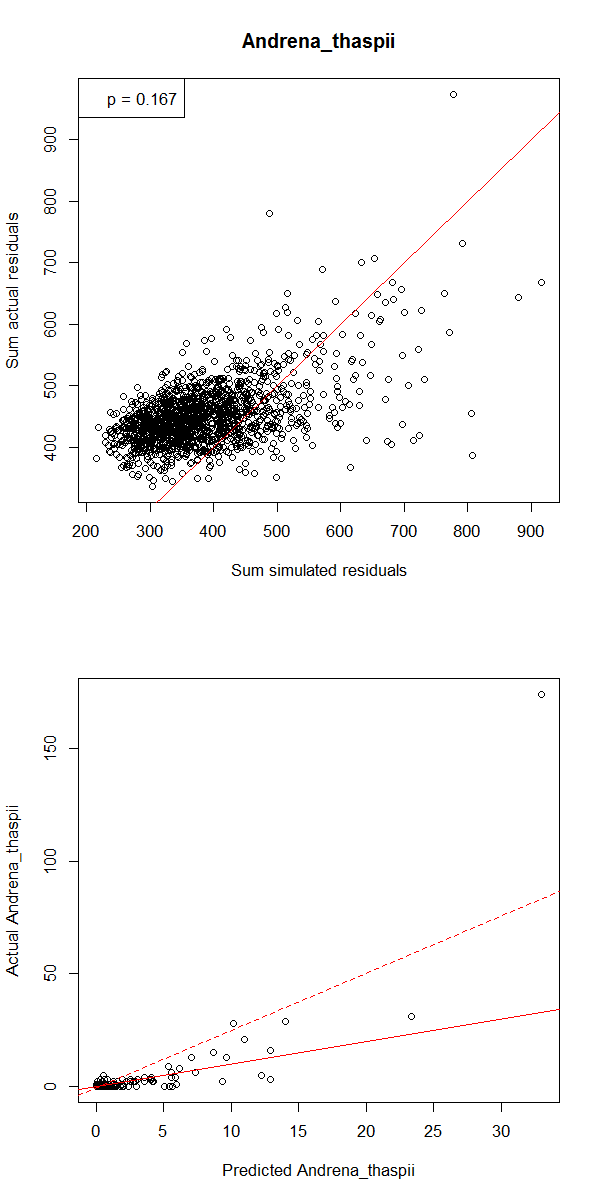 Andrena_thaspii
p = 0.167
900
800
700
600
500
400
Sum actual residuals
200 300 400 500 600 700 800 900
Sum simulated residuals
150
100
50
0
Actual Andrena_thaspii
0 5 10 15 20 25 30
Predicted Andrena_thaspii